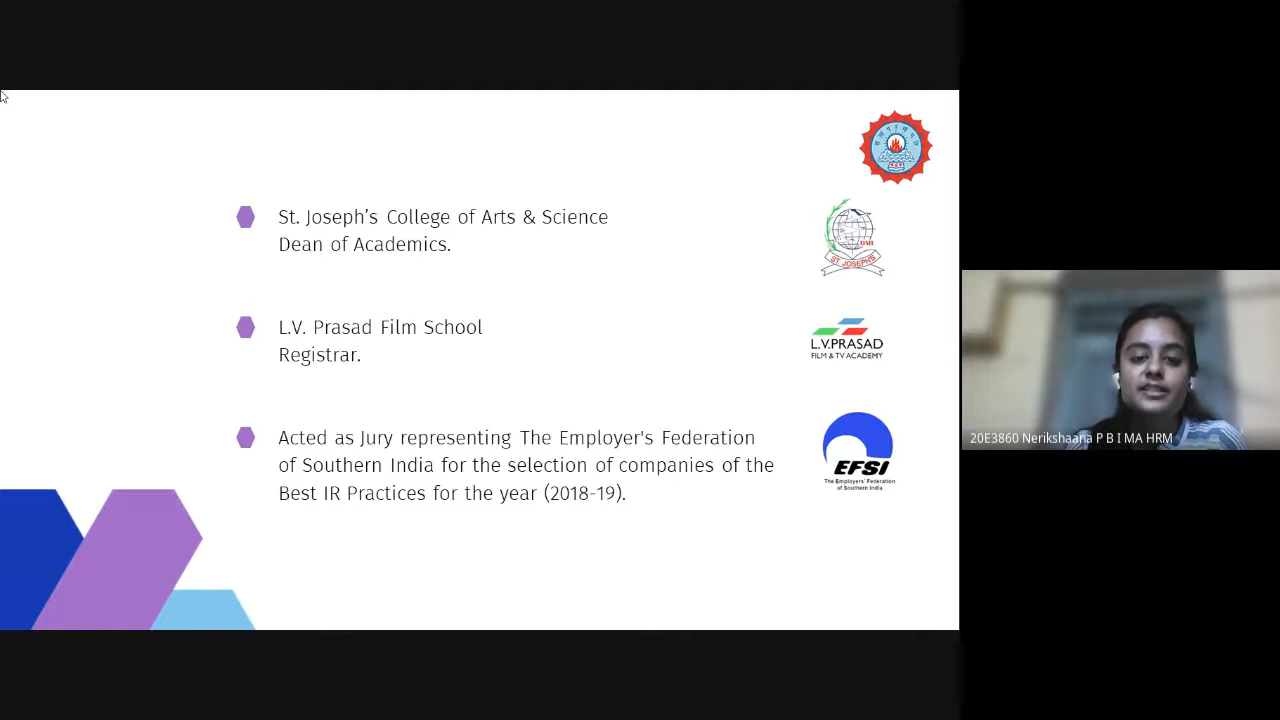 St. Joseph's College of Arts & Science
Dean of Academics.
DMI
ST. JOSEPH'S
L.V. Prasad Film School
Registrar.
L.V.PRASAD
FILM & TV ACADEMY
Acted as Jury representing The Employer's Federation
of Southern India for the selection of companies of the
Best IR Practices for the year (2018-19).
EFSI
The Employers' Federation
of Southern India
20E3860 Nerikshaana P B I MA HRM